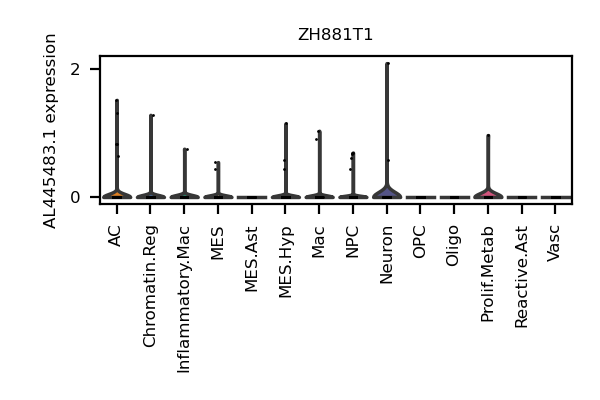 ZH881T1
AL445483.1 expression
2
0
AC
Chromatin.Reg
Inflammatory.Mac
MES
MES.Ast
MES.Hyp
Mac
NPC
Neuron
OPC
Oligo
Prolif.Metab
Reactive.Ast
Vasc